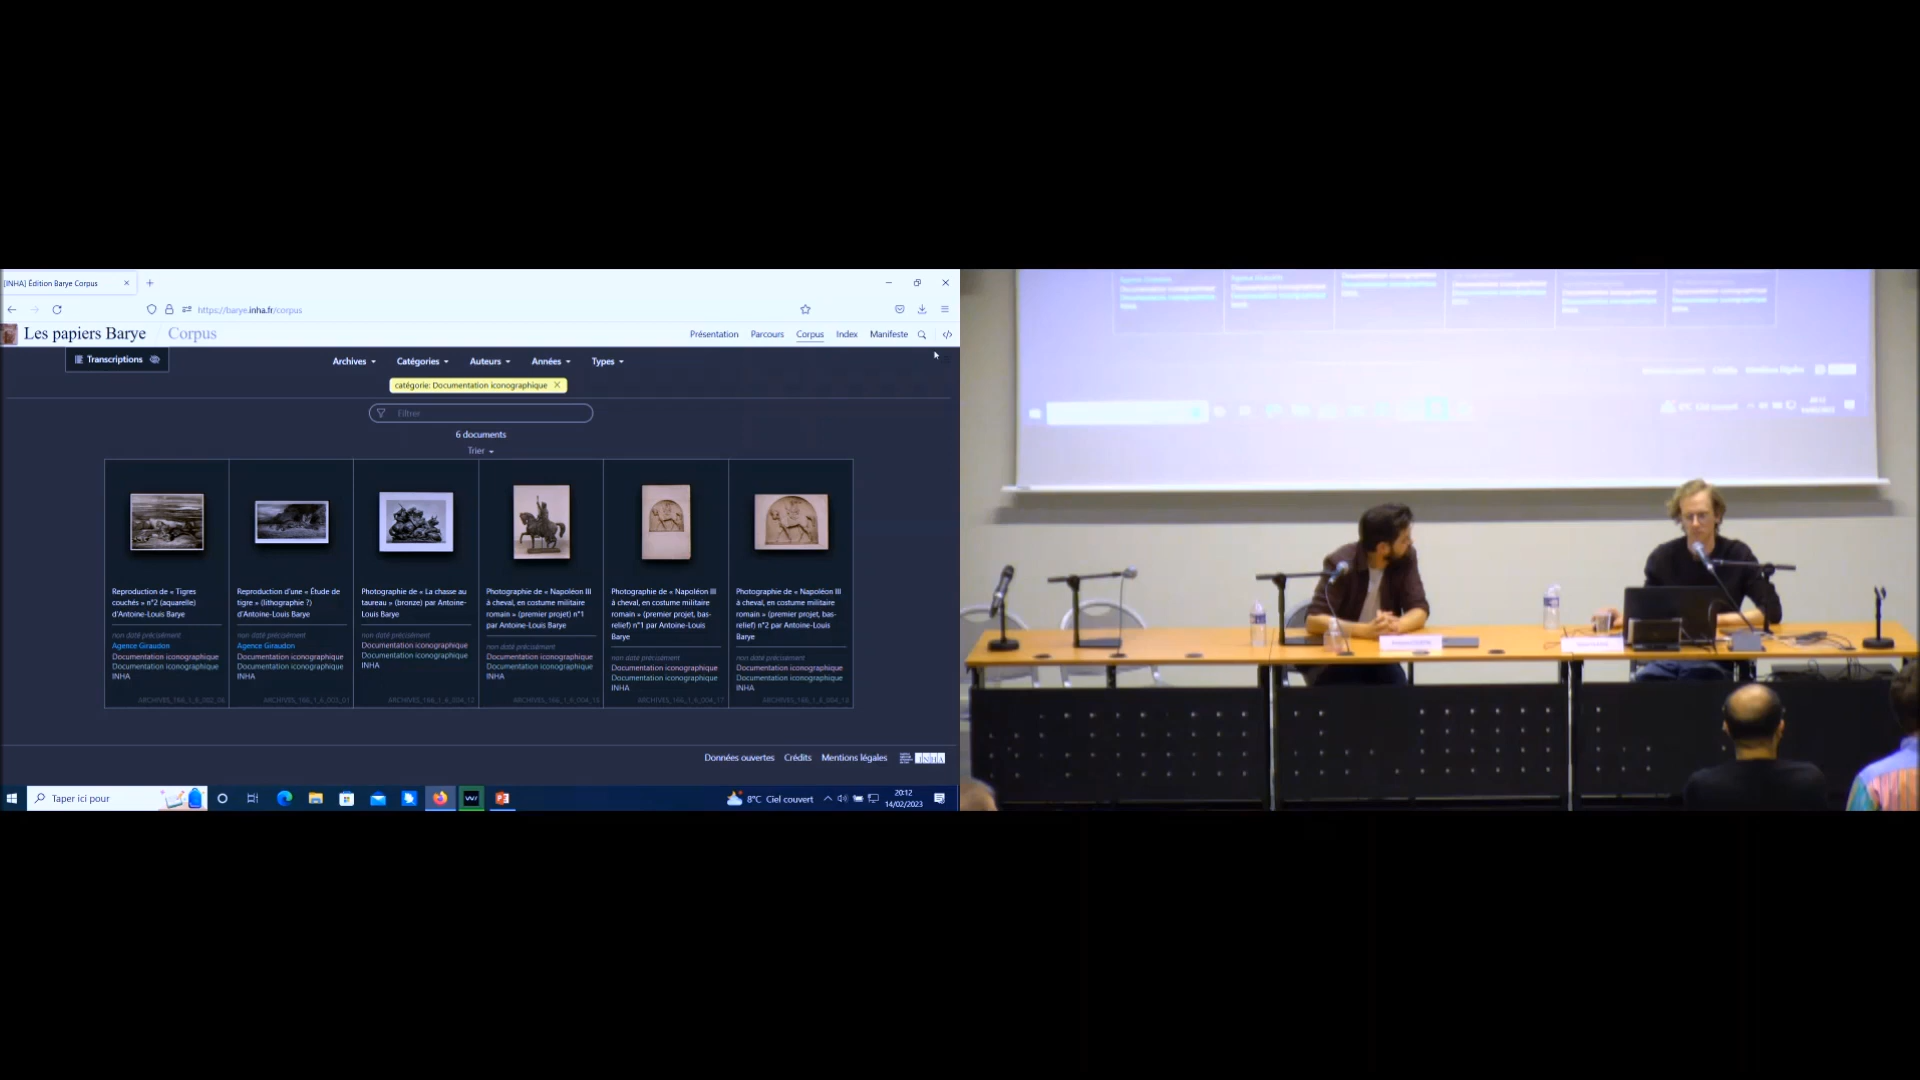 [INHA] Édition Barye Corpus
https://barye.inha.fr/corpus
Les papiers Barye / Corpus
Présentation Parcours Corpus Index Manifeste
Transcriptions
Archives Catégories Auteurs Années Types
catégorie: Documentation iconographique
Filtrer
6 documents
Trier
Reproduction de « Tigres
couchés » n°2 (aquarelle)
d'Antoine-Louis Barye
non daté précisément
Agence Giraudon
Documentation iconographique
Documentation iconographique
INHA
Reproduction d'une « Étude de
tigre » (lithographie ?)
d'Antoine-Louis Barye
non daté précisément
Agence Giraudon
Documentation iconographique
Documentation iconographique
INHA
Photographie de « La chasse au
taureau » (bronze) par Antoine-
Louis Barye
non daté précisément
Documentation iconographique
Documentation iconographique
INHA
Photographie de « Napoléon III
à cheval, en costume militaire
romain » (premier projet) n°1
par Antoine-Louis Barye
non daté précisément
Documentation iconographique
Documentation iconographique
INHA
Photographie de « Napoléon III
à cheval, en costume militaire
romain » (premier projet, bas-
relief) n°1 par Antoine-Louis
Barye
non daté précisément
Documentation iconographique
Documentation iconographique
INHA
Photographie de « Napoléon III
à cheval, en costume militaire
romain » (premier projet, bas-
relief) n°2 par Antoine-Louis
Barye
non daté précisément
Documentation iconographique
Documentation iconographique
INHA
Données ouvertes Crédits Mentions légales INHA
Taper ici pour
8°C Ciel couvert
20:12
14/02/2023